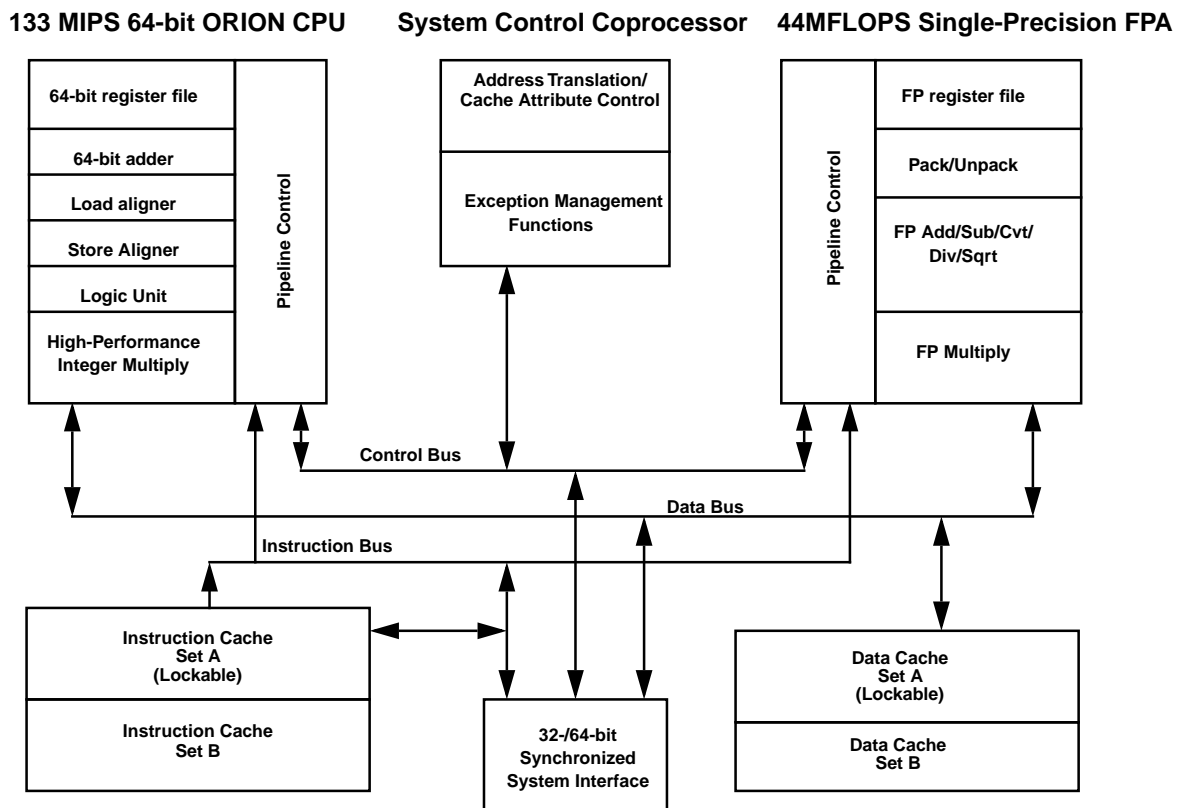 133 MIPS 64-bit ORION CPU
System Control Coprocessor
44MFLOPS Single-Precision FPA
64-bit register file
64-bit adder
Load aligner
Store Aligner
Logic Unit
High-Performance
Integer Multiply
Pipeline Control
Address Translation/
Cache Attribute Control
Exception Management
Functions
Pipeline Control
FP register file
Pack/Unpack
FP Add/Sub/Cvt/
Div/Sqrt
FP Multiply
Control Bus
Data Bus
Instruction Bus
Instruction Cache
Set A
(Lockable)
Instruction Cache
Set B
32-/64-bit
Synchronized
System Interface
Data Cache
Set A
(Lockable)
Data Cache
Set B